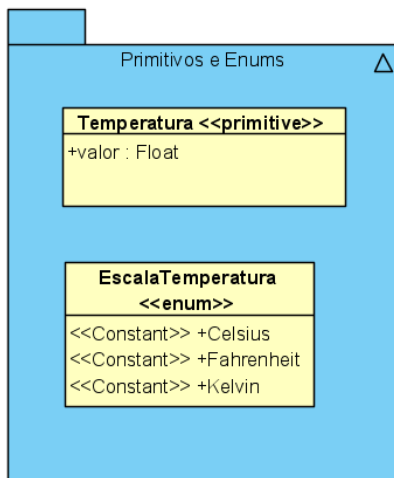 Primitivos e Enums
Temperatura <<primitive>>
+valor : Float
EscalaTemperatura
<<enum>>
<<Constant>> +Celsius
<<Constant>> +Fahrenheit
<<Constant>> +Kelvin